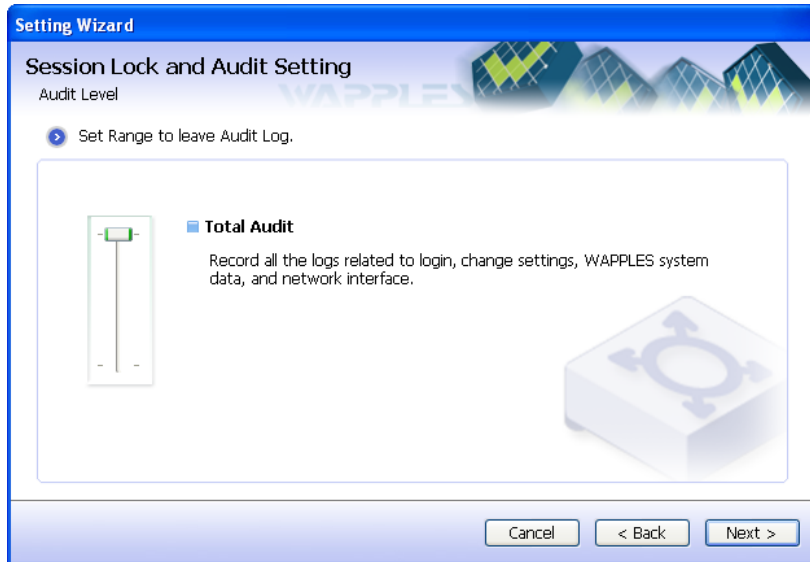 Setting Wizard
Session Lock and Audit Setting
WAPPLES
Audit Level
Set Range to leave Audit Log.
Total Audit
Record all the logs related to login, change settings, WAPPLES system
data, and network interface.
Cancel
< Back
Next >